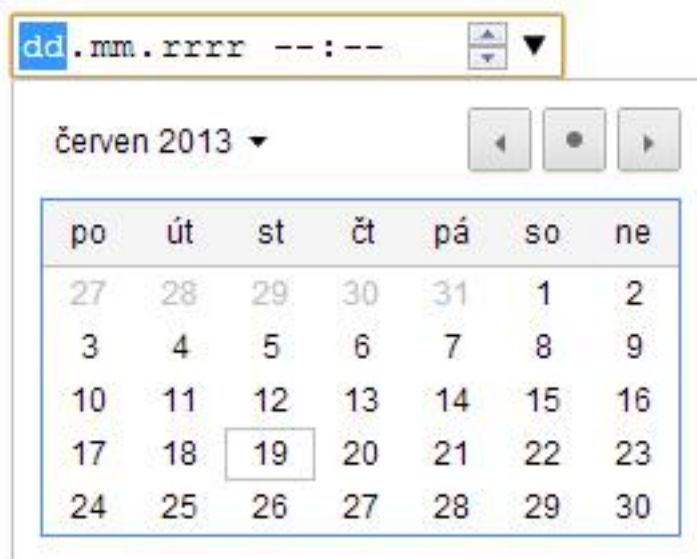 dd.mm.rrrr --:--
červen 2013
po út st čt pá so ne
27 28 29 30 31 1 2
3 4 5 6 7 8 9
10 11 12 13 14 15 16
17 18 19 20 21 22 23
24 25 26 27 28 29 30